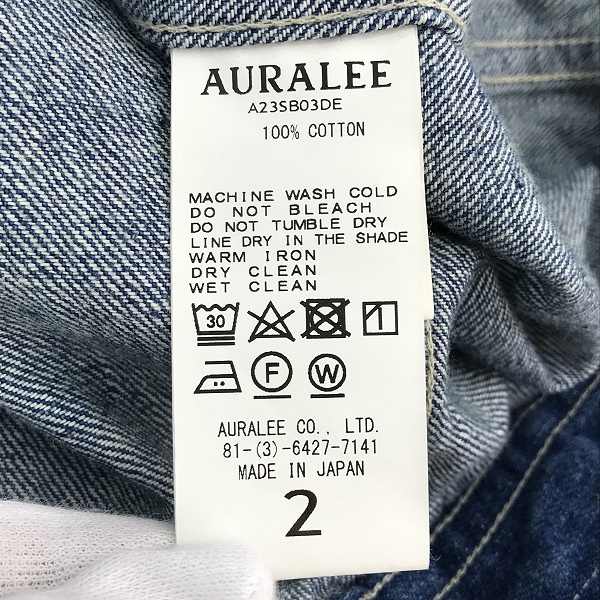 AURALEE
A23SB03DE
100% COTTON
MACHINE WASH COLD
DO NOT BLEACH
DO NOT TUMBLE DRY
LINE DRY IN THE SHADE
WARM IRON
DRY CLEAN
WET CLEAN
30
F W
AURALEE CO., LTD.
81-(3)-6427-7141
MADE IN JAPAN
2